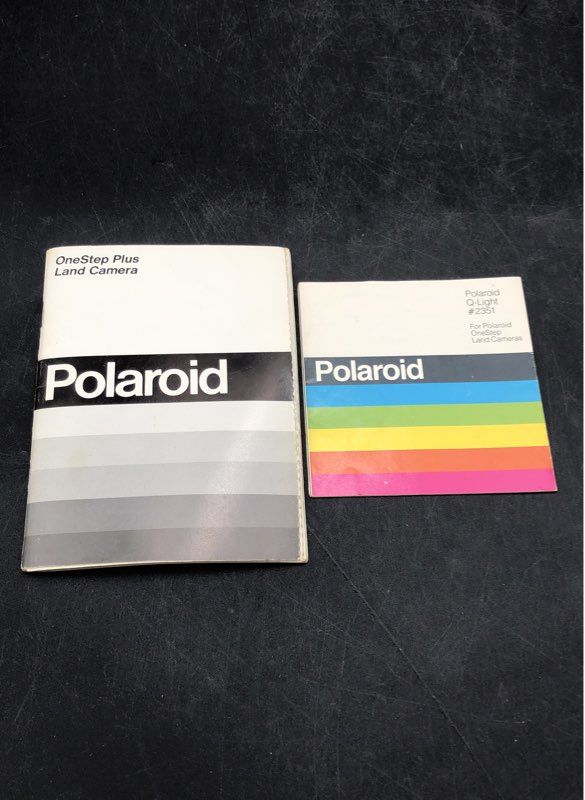 OneStep Plus
Land Camera
Polaroid
Polaroid
Q-Light
#2351
For Polaroid
OneStep
Land Cameras
Polaroid